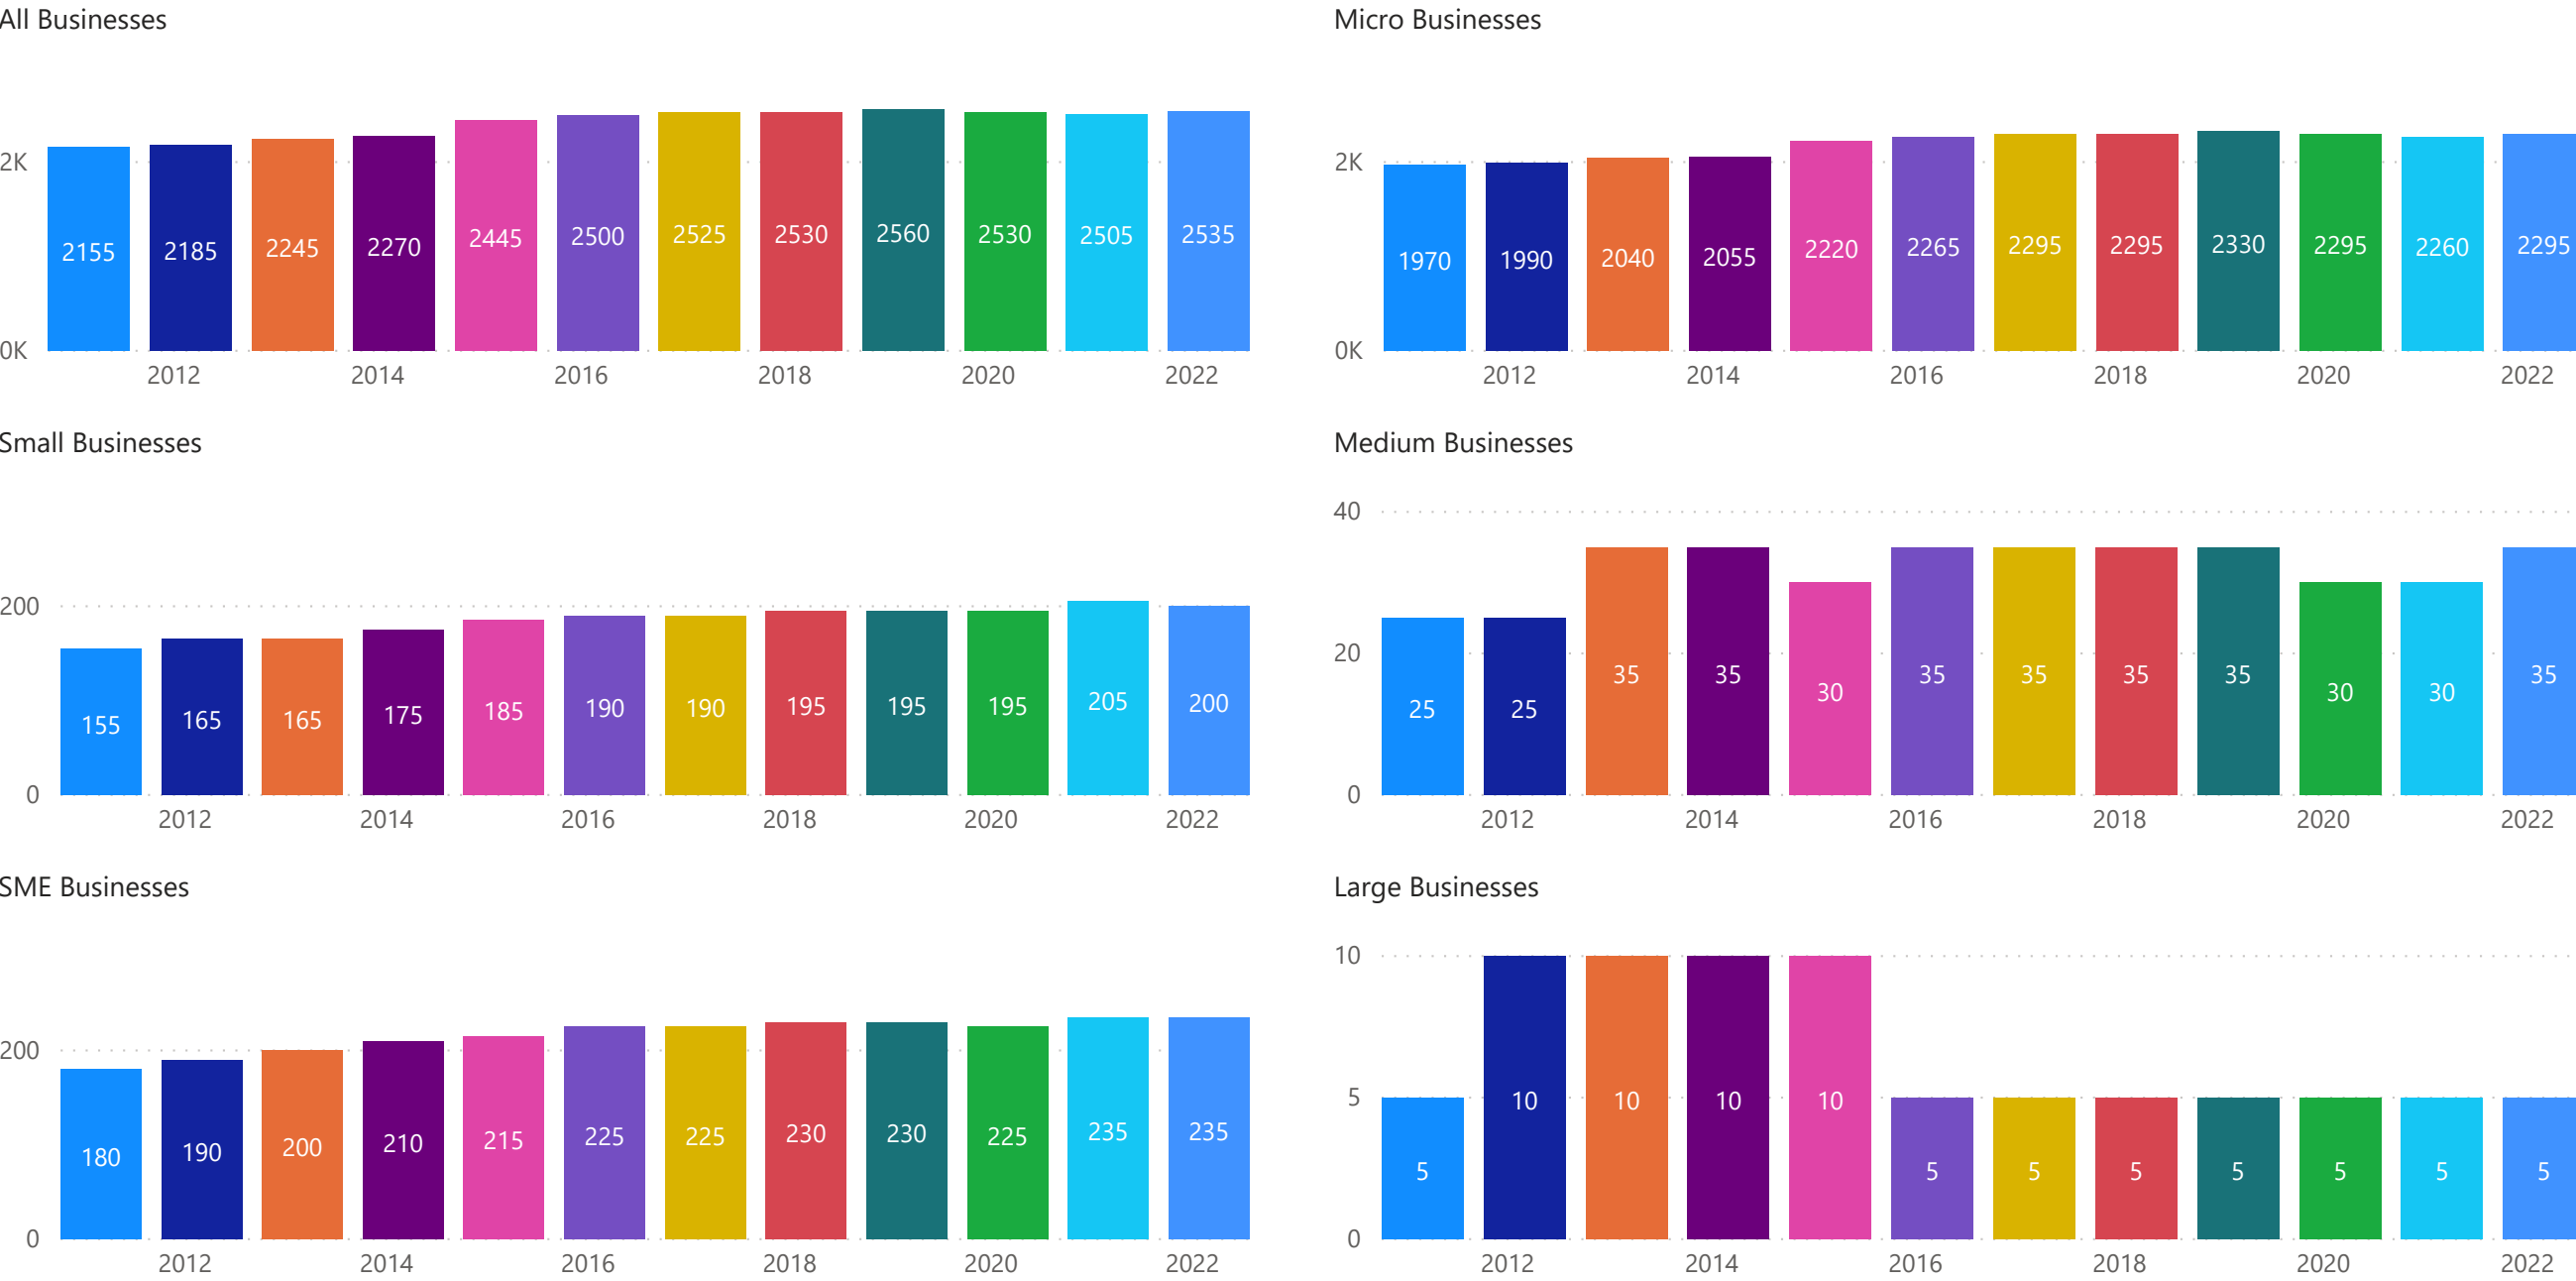 All Businesses
2K
0K
2155 2185 2245 2270 2445 2500 2525 2530 2560 2530 2505 2535
2012 2014 2016 2018 2020 2022
Micro Businesses
2K
0K
1970 1990 2040 2055 2220 2265 2295 2295 2330 2295 2260 2295
2012 2014 2016 2018 2020 2022
Small Businesses
200
0
155 165 165 175 185 190 190 195 195 195 205 200
2012 2014 2016 2018 2020 2022
Medium Businesses
40
20
0
25 25 35 35 30 35 35 35 35 30 30 35
2012 2014 2016 2018 2020 2022
SME Businesses
200
0
180 190 200 210 215 225 225 230 230 225 235 235
2012 2014 2016 2018 2020 2022
Large Businesses
10
5
0
5 10 10 10 10 5 5 5 5 5 5 5
2012 2014 2016 2018 2020 2022